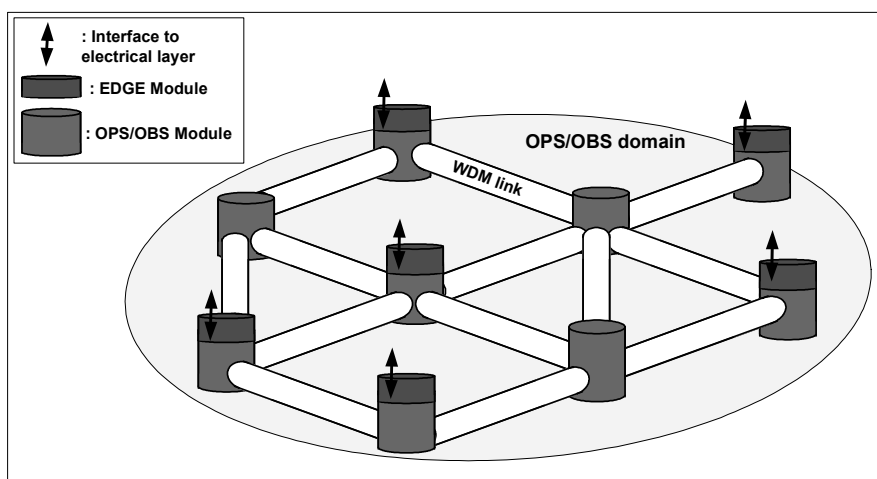 : Interface to
electrical layer
: EDGE Module
: OPS/OBS Module
OPS/OBS domain
WDM link